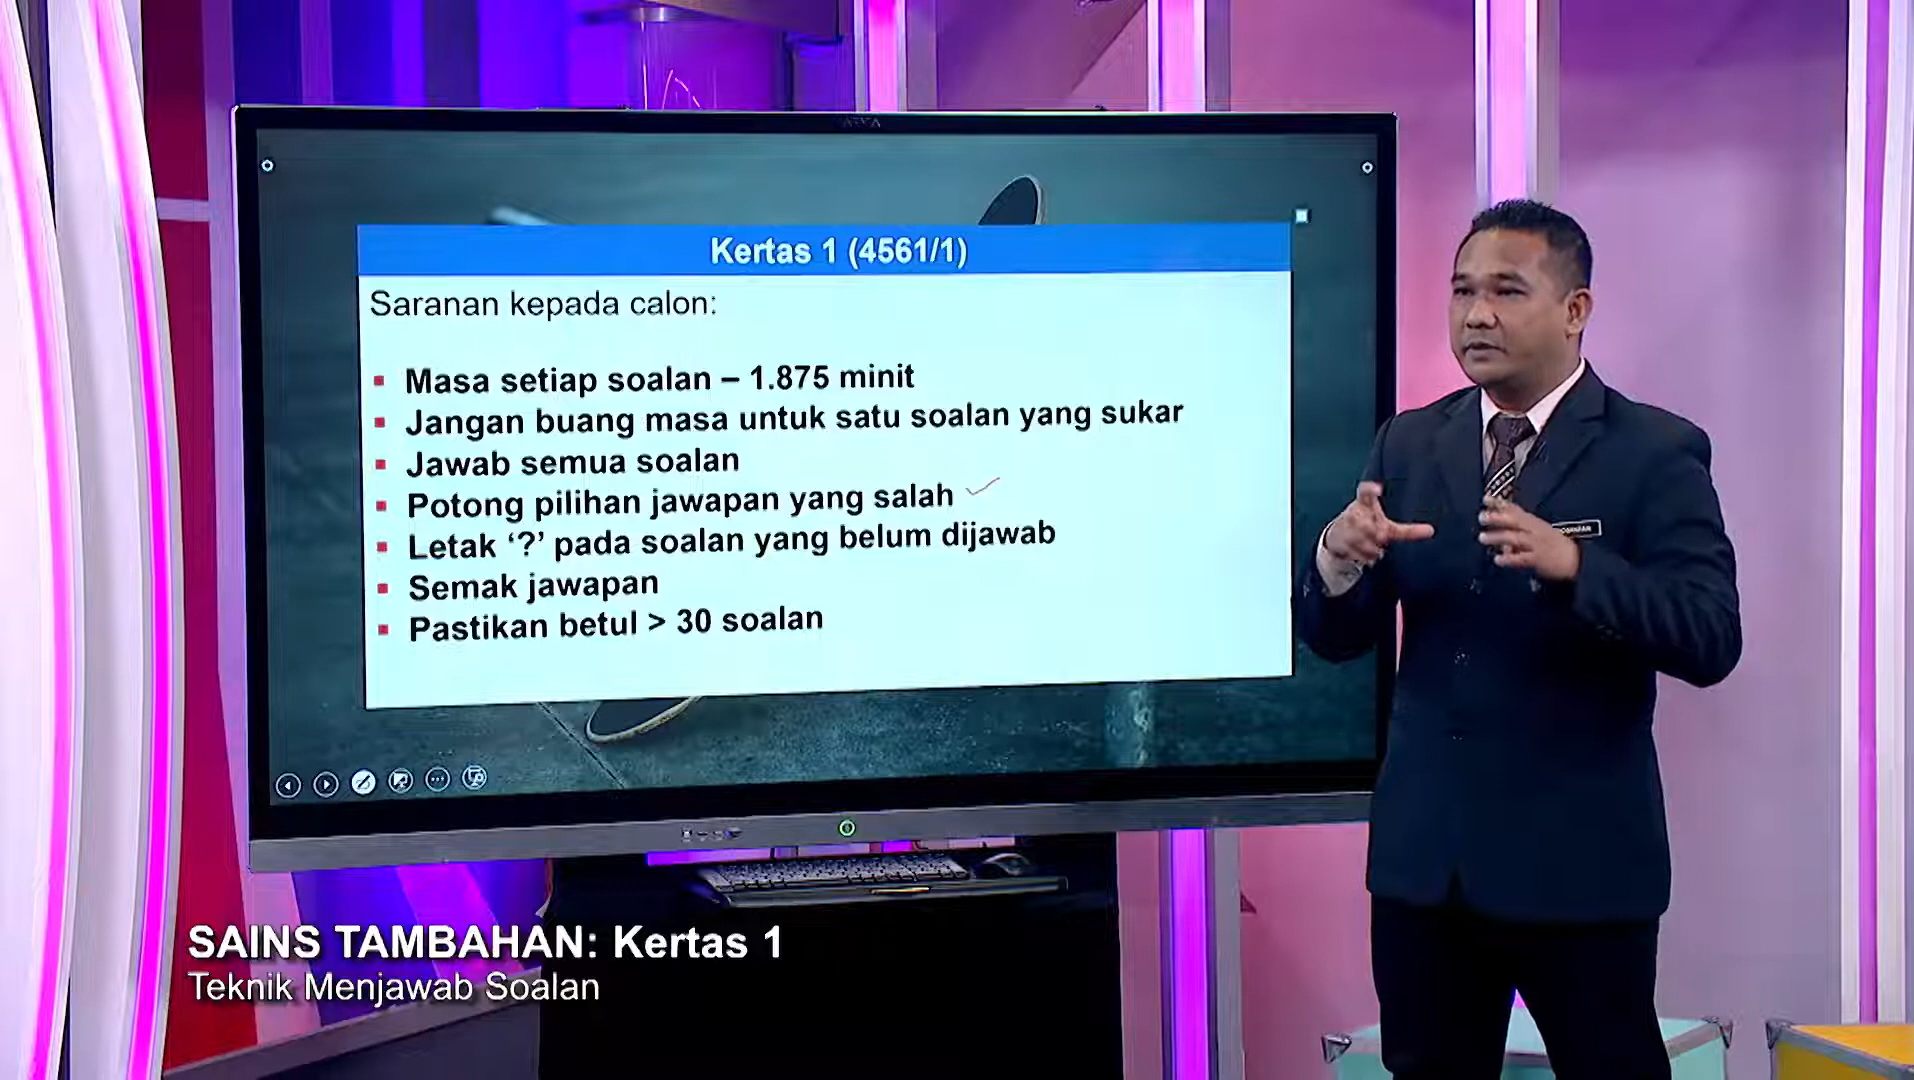 Kertas 1 (4561/1)
Saranan kepada calon:
Masa setiap soalan – 1.875 minit
Jangan buang masa untuk satu soalan yang sukar
Jawab semua soalan
Potong pilihan jawapan yang salah
Letak ‘?’ pada soalan yang belum dijawab
Semak jawapan
Pastikan betul > 30 soalan
SAINS TAMBAHAN: Kertas 1
Teknik Menjawab Soalan